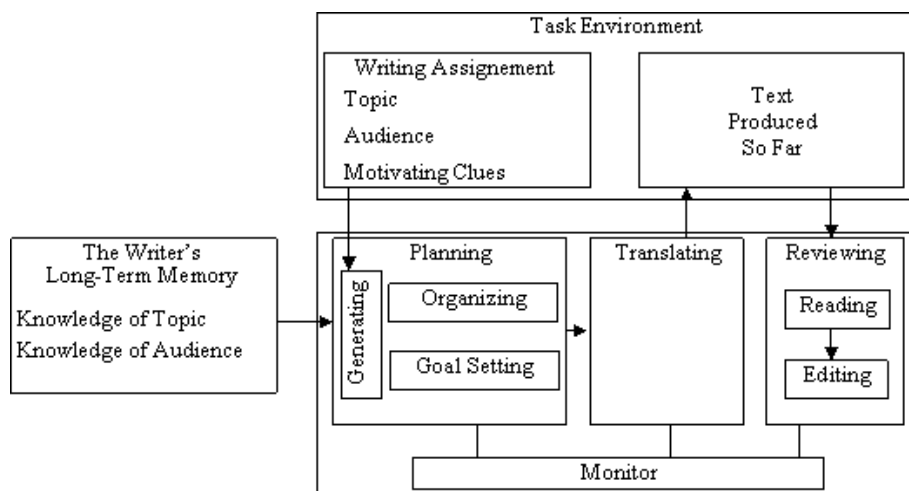 Task Environment
Writing Assignement
Topic
Audience
Motivating Clues
Text
Produced
So Far
The Writer's
Long-Term Memory
Knowledge of Topic
Knowledge of Audience
Planning
Generating
Organizing
Goal Setting
Translating
Reviewing
Reading
Editing
Monitor